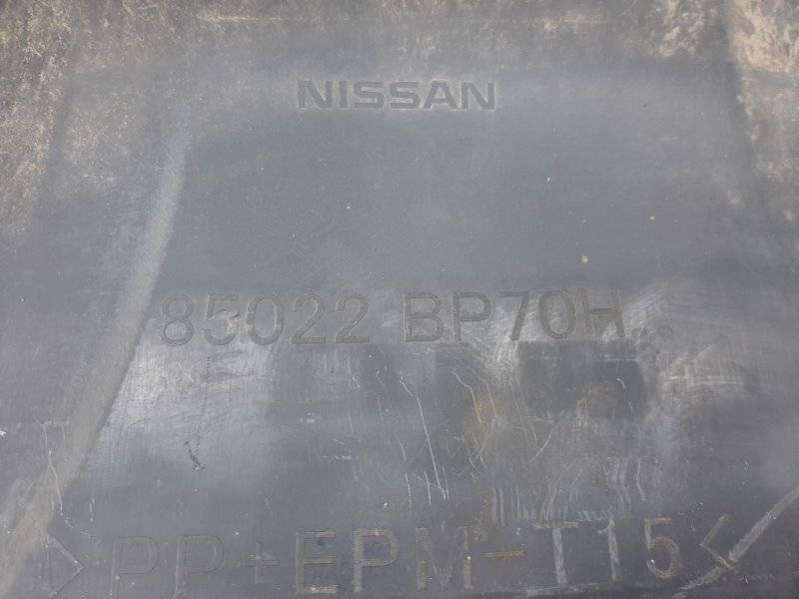 NISSAN
85022 BP70H
>PP+EPM-T15<